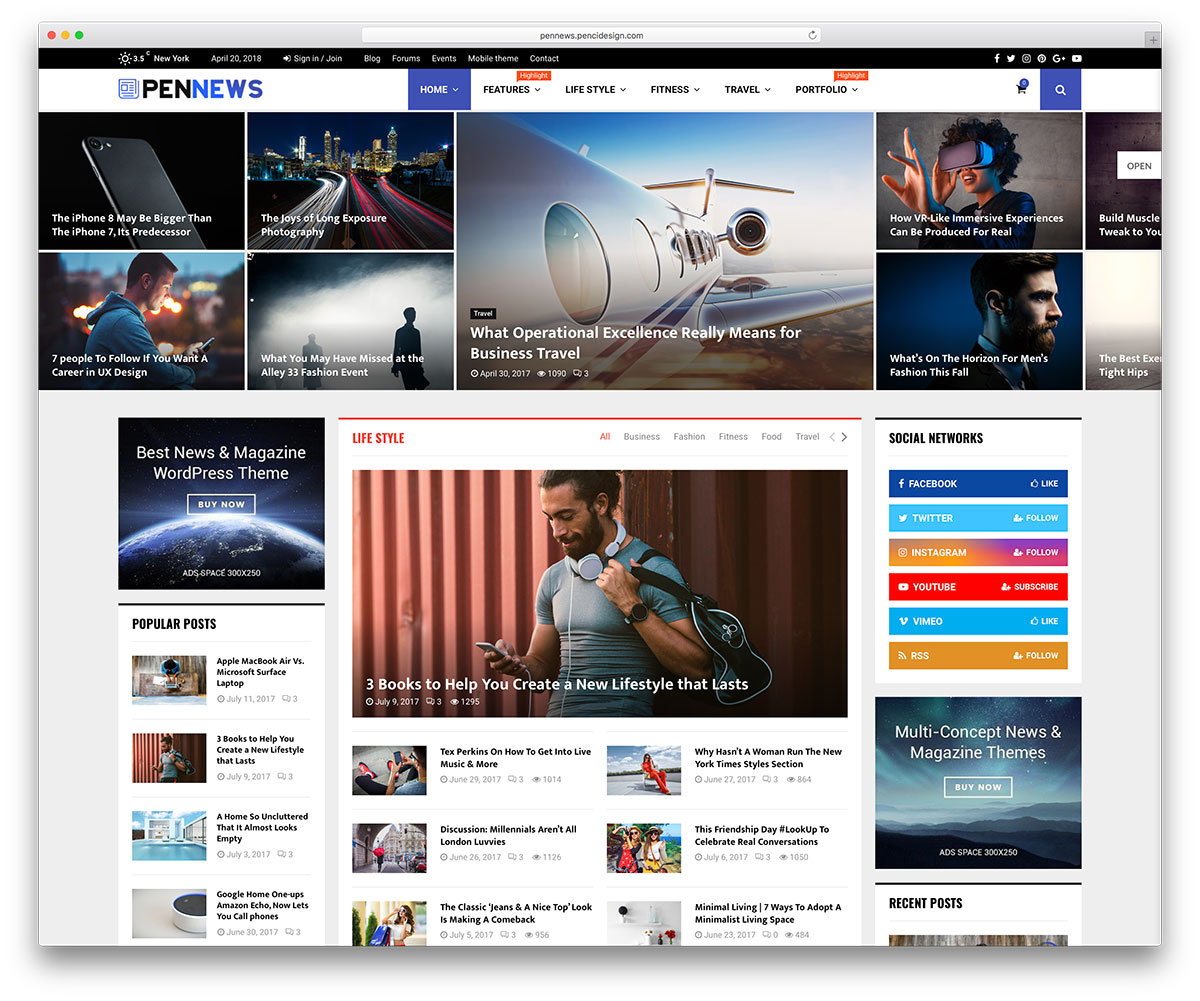 pennews.pencidesign.com
3.5 C New York April 20, 2018 Sign in / Join Blog Forums Events Mobile theme Contact
PENNEWS
Highlight Highlight
HOME FEATURES LIFE STYLE FITNESS TRAVEL PORTFOLIO 0
The iPhone 8 May Be Bigger Than
The iPhone 7, Its Predecessor
The Joys of Long Exposure
Photography
7 people To Follow If You Want A
Career in UX Design
What You May Have Missed at the
Alley 33 Fashion Event
Travel
What Operational Excellence Really Means for
Business Travel
April 30, 2017 1090 3
How VR-Like Immersive Experiences
Can Be Produced For Real
What's On The Horizon For Men's
Fashion This Fall
OPEN
Build Muscle
Tweak to You
The Best Exe
Tight Hips
Best News & Magazine
WordPress Theme
BUY NOW
ADS SPACE 300X250
POPULAR POSTS
Apple MacBook Air Vs.
Microsoft Surface
Laptop
July 11, 2017 3
3 Books to Help You
Create a New Lifestyle
that Lasts
July 9, 2017 3
A Home So Uncluttered
That It Almost Looks
Empty
July 3, 2017 3
Google Home One-ups
Amazon Echo, Now Lets
You Call phones
June 30, 2017 3
LIFE STYLE All Business Fashion Fitness Food Travel
3 Books to Help You Create a New Lifestyle that Lasts
July 9, 2017 3 1295
Tex Perkins On How To Get Into Live
Music & More
June 29, 2017 3 1014
Why Hasn't A Woman Run The New
York Times Styles Section
June 27, 2017 3 864
Discussion: Millennials Aren't All
London Luvvies
June 26, 2017 3 1126
This Friendship Day #LookUp To
Celebrate Real Conversations
July 6, 2017 3 1050
The Classic ‘Jeans & A Nice Top’ Look
Is Making A Comeback
July 5, 2017 3 956
Minimal Living | 7 Ways To Adopt A
Minimalist Living Space
June 23, 2017 0 484
SOCIAL NETWORKS
FACEBOOK LIKE
TWITTER FOLLOW
INSTAGRAM FOLLOW
YOUTUBE SUBSCRIBE
VIMEO LIKE
RSS FOLLOW
Multi-Concept News &
Magazine Themes
BUY NOW
ADS SPACE 300X250
RECENT POSTS